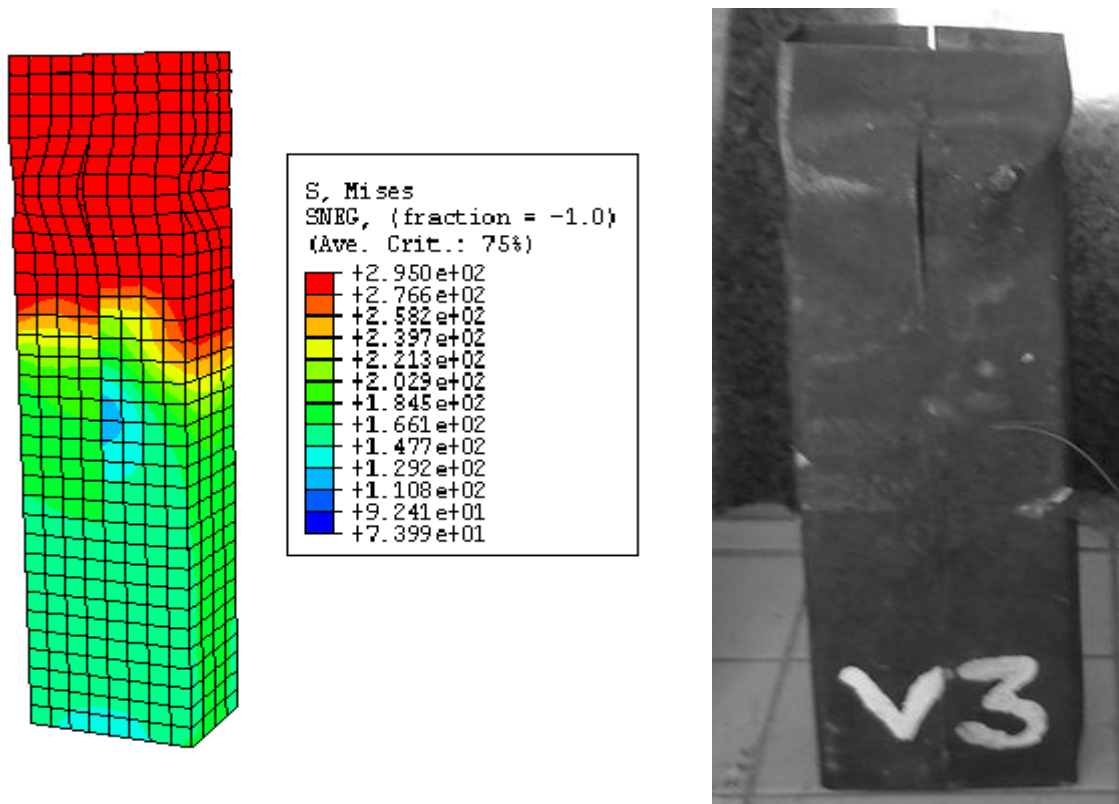 S, Mises
SNEG, (fraction = -1.0)
(Ave. Crit.: 75%)
+2.950e+02
+2.766e+02
+2.582e+02
+2.397e+02
+2.213e+02
+2.029e+02
+1.845e+02
+1.661e+02
+1.477e+02
+1.292e+02
+1.108e+02
+9.241e+01
+7.399e+01
V3